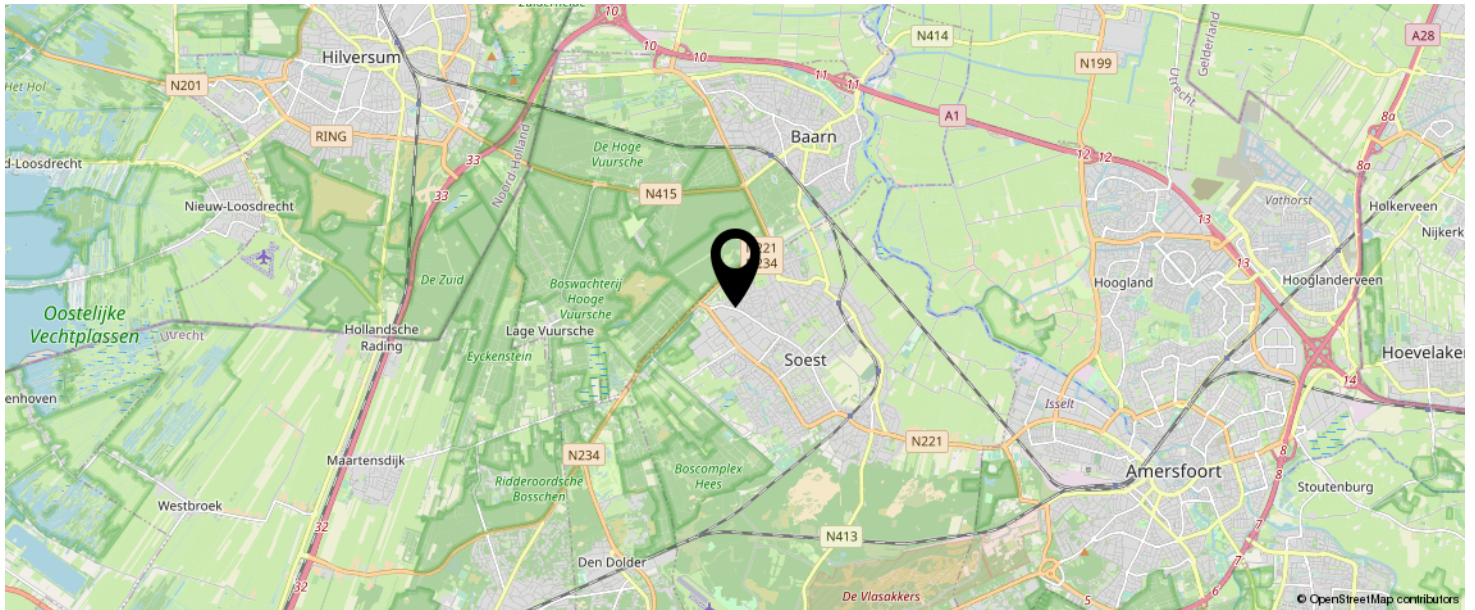 10
N414
A28
Hilversum
10
10
Gelderland
N199
Het Hol
N201
11
11
Utrecht
A1
8a
RING
Baarn
De Hoge
Vuursche
Noord-Holland
33
12
12
8a
d-Loosdrecht
33
N415
Nieuw-Loosdrecht
Vathorst
Holkerveen
13
Nijkerk
221
234
13
De Zuid
Boswachterij
Hooge
Vuursche
Hoogland
Hooglanderveen
Oostelijke
Vechtplassen
Utrecht
Hollandsche
Rading
Lage Vuursche
Eyckenstein
Soest
Hoevelaken
14
enhoven
Isselt
N221
N234
8
Maartensdijk
Boscomplex
Hees
Amersfoort
8
Ridderoordsche
Bosschen
Stoutenburg
Westbroek
32
7
N413
Den Dolder
7
32
6
De Vlasakkers
5
© OpenStreetMap contributors